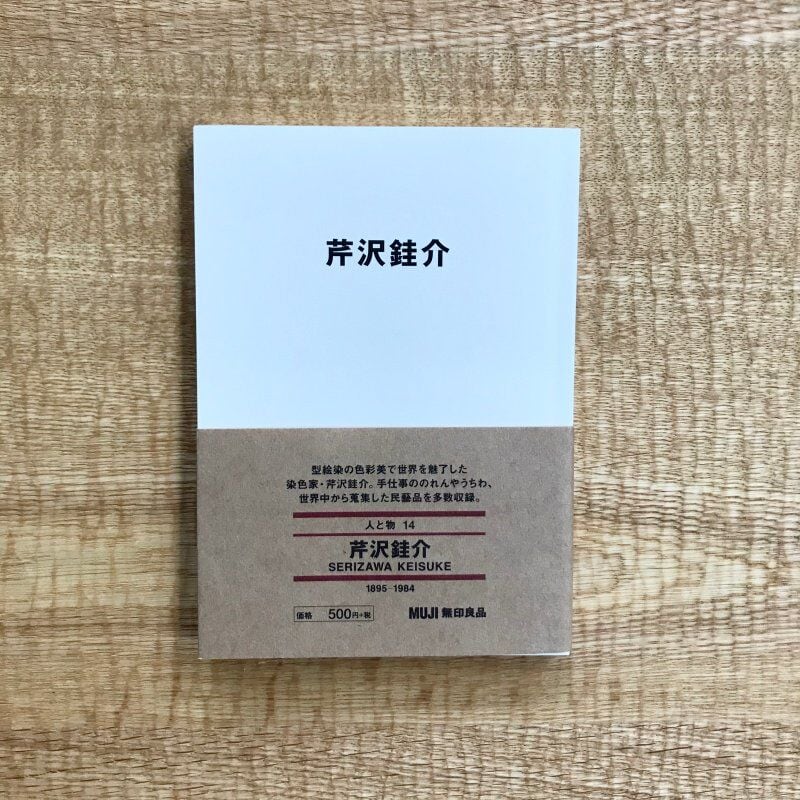 芹沢銈介
型絵染の色彩美で世界を魅了した
染色家・芹沢銈介。手仕事ののれんやうちわ、
世界中から蒐集した民藝品を多数収録。
人と物 14
芹沢銈介
SERIZAWA KEISUKE
1895-1984
価格 500円+税 MUJI 無印良品